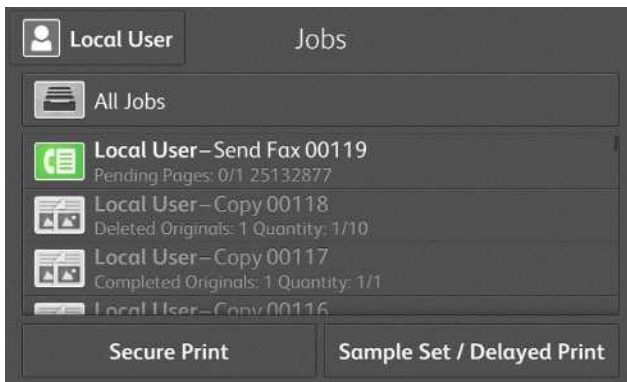 Local User
Jobs
All Jobs
Local User–Send Fax 00119
Pending Pages: 0/1 25132877
Local User–Copy 00118
Deleted Originals: 1 Quantity: 1/10
Local User–Copy 00117
Completed Originals: 1 Quantity: 1/1
Local User–Copy 00116
Secure Print
Sample Set / Delayed Print